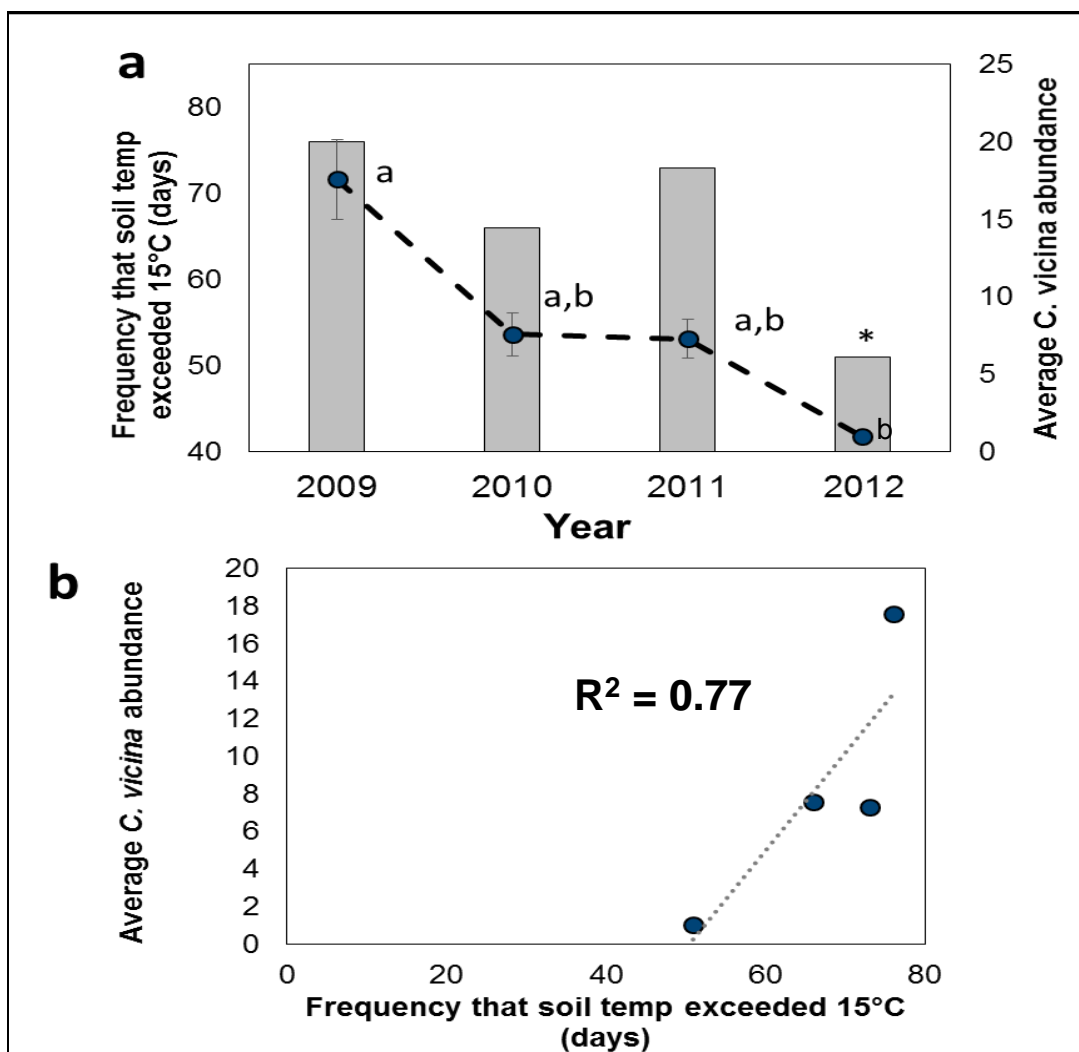 a
Frequency that soil temp
exceeded 15°C (days)
80
70
60
50
40
a
a,b
a,b
*
b
25
20
15
10
5
0
Average C. vicina abundance
2009 2010 2011 2012
Year
b
Average C. vicina abundance
20
18
16
14
12
10
8
6
4
2
0
R² = 0.77
0 20 40 60 80
Frequency that soil temp exceeded 15°C
(days)